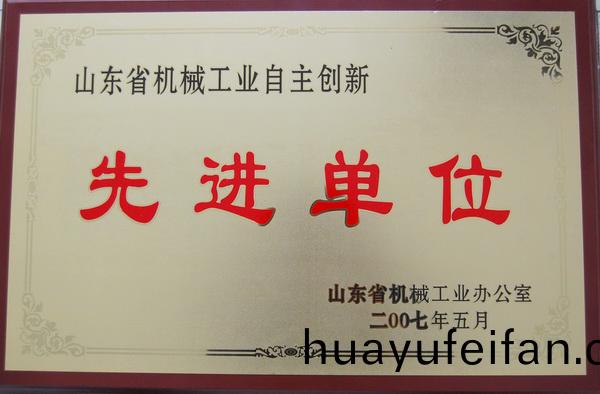 山东省机械工业自主创新
先进单位
山东省机械工业办公室
二00七年五月
huayufeifan.c